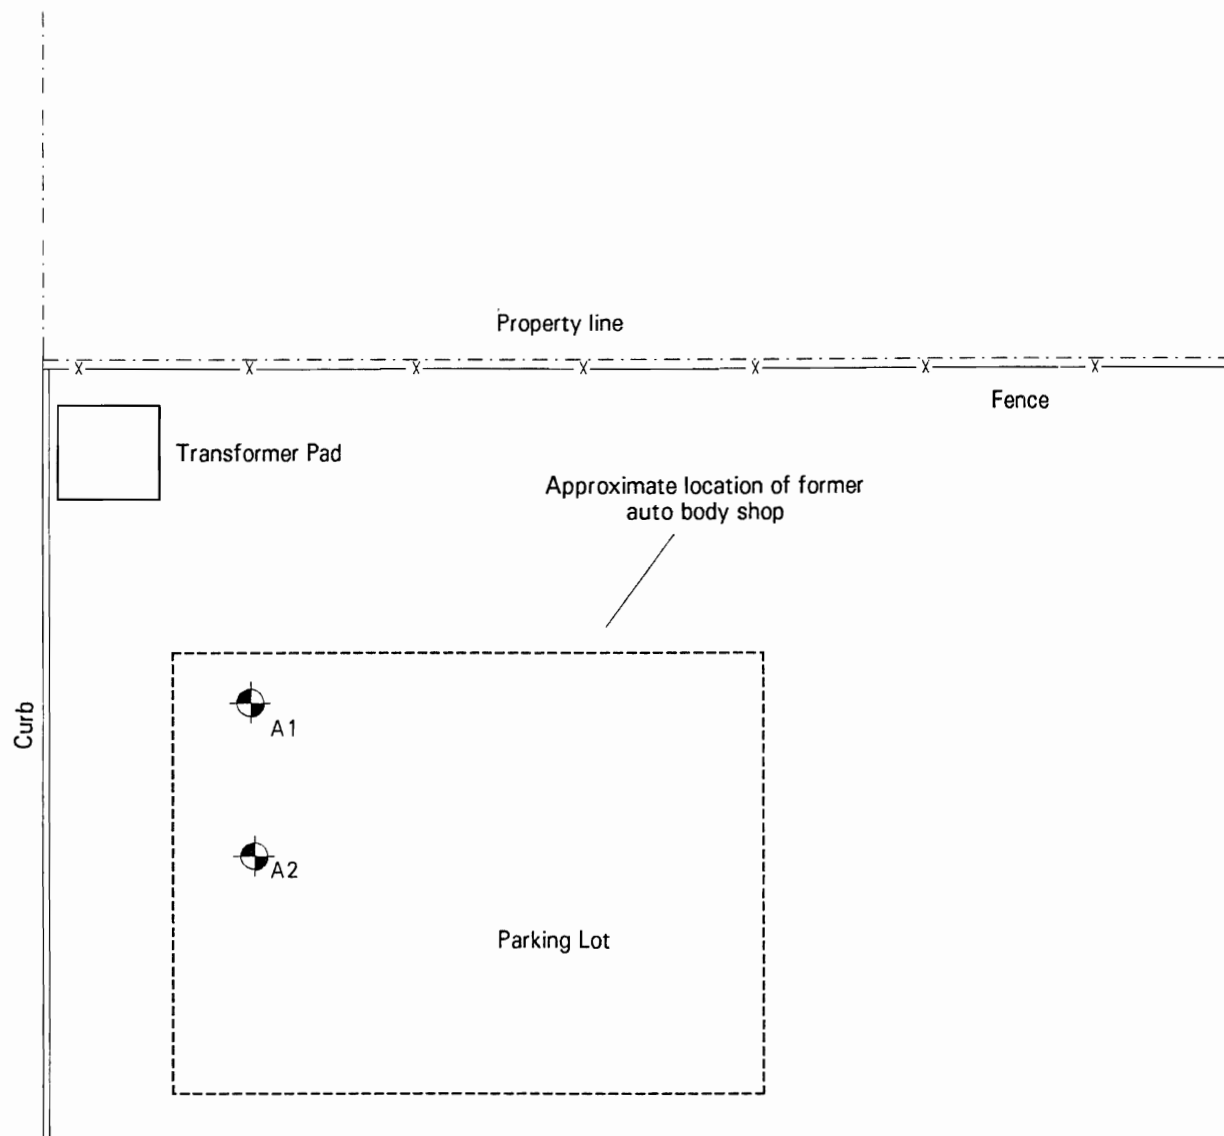 Property line
Fence
Transformer Pad
Approximate location of former
auto body shop
Curb
A1
A2
Parking Lot